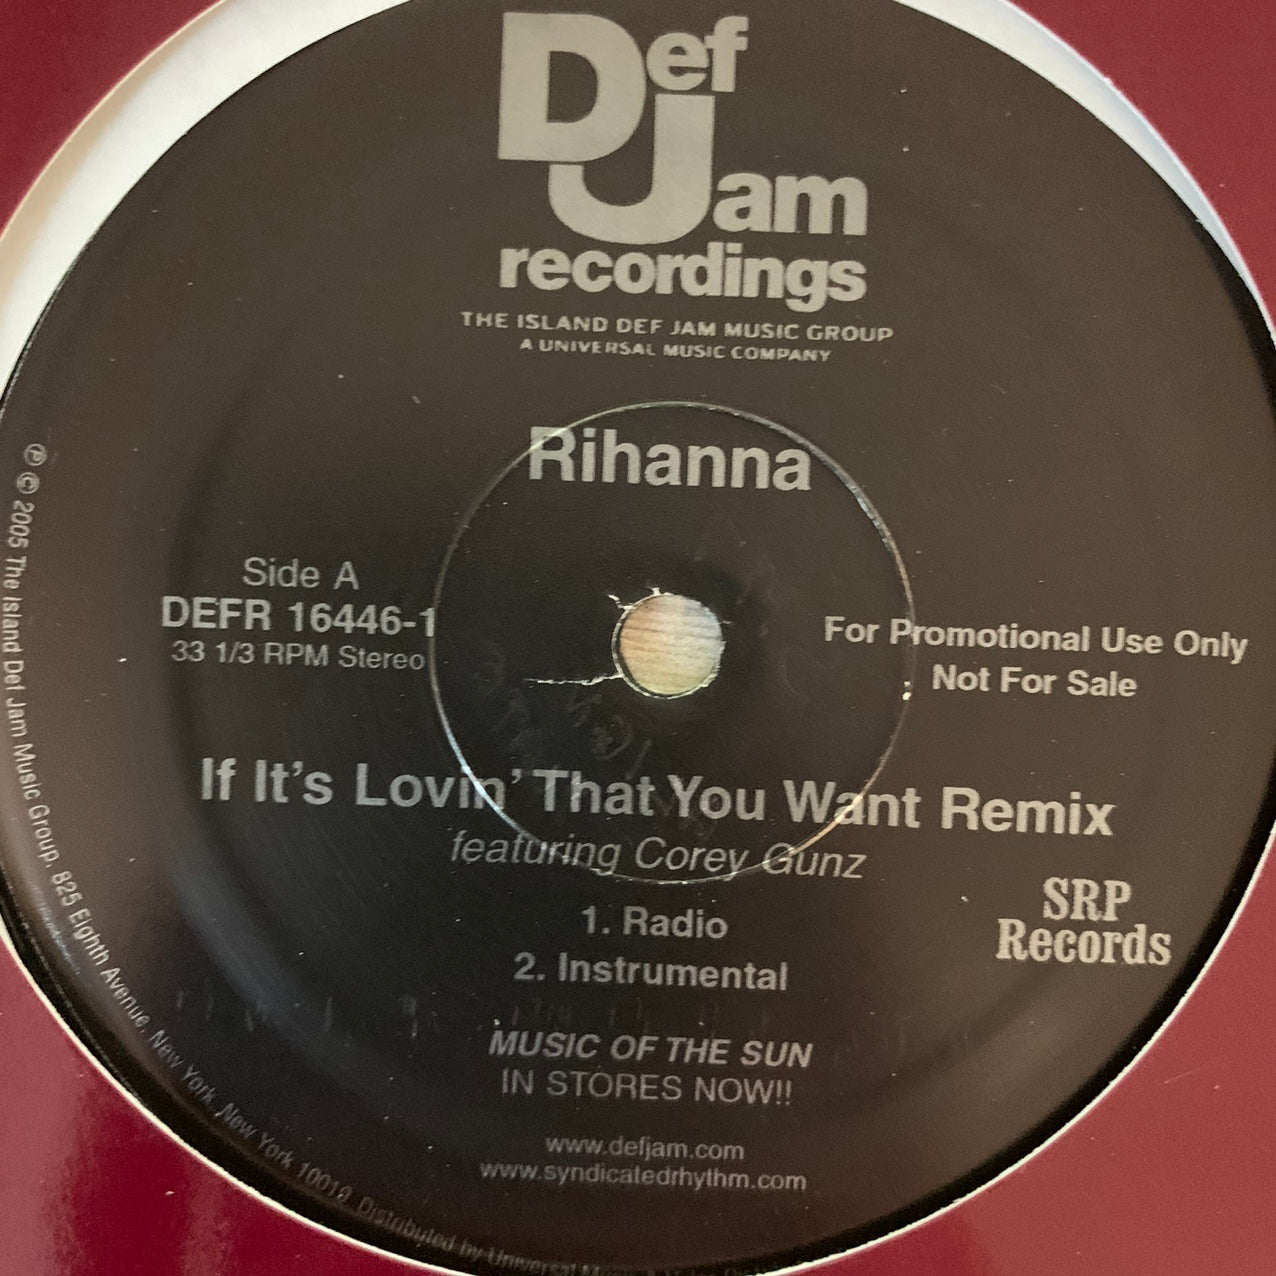 Def Jam
recordings
THE ISLAND DEF JAM MUSIC GROUP
A UNIVERSAL MUSIC COMPANY
Rihanna
Side A
DEFR 16446-1
33 1/3 RPM Stereo
For Promotional Use Only
Not For Sale
If It's Lovin' That You Want Remix
featuring Corey Gunz
1. Radio
2. Instrumental
SRP
Records
MUSIC OF THE SUN
IN STORES NOW!!
www.defjam.com
www.syndicatedrhythm.com
℗ © 2005 The Island Def Jam Music Group, 825 Eighth Avenue, New York, New York 10019 Distributed by Universal